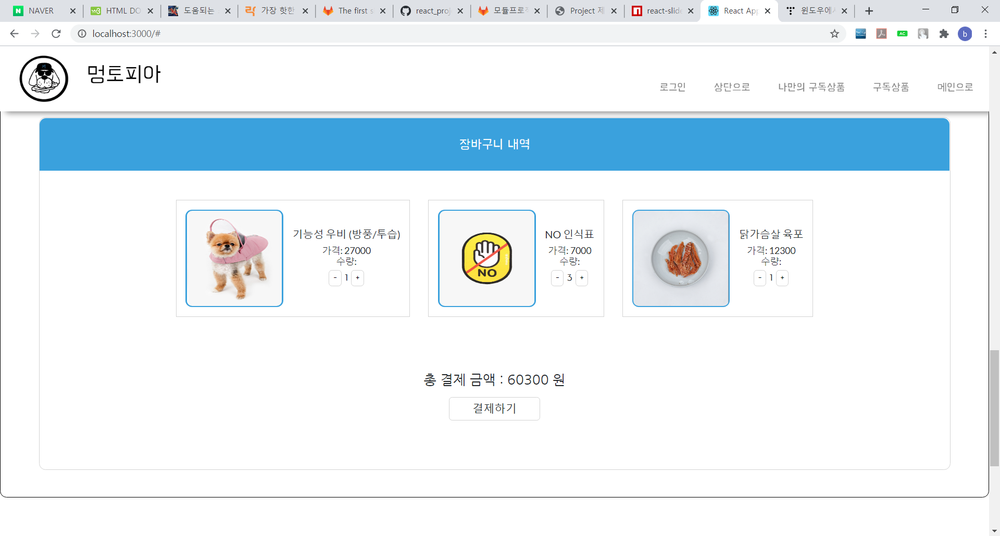 NAVER
HTML DO
도움되는
가장 핫한
The first s
react_proj
모듈프로젝
Project 제
react-slide
React App
윈도우에서
localhost:3000/#
AC
b
멍토피아
로그인 상단으로 나만의 구독상품 구독상품 메인으로
장바구니 내역
기능성 우비 (방풍/투습)
가격: 27000
수량:
- 1 +
NO
NO 인식표
가격: 7000
수량:
- 3 +
닭가슴살 육포
가격: 12300
수량:
- 1 +
총 결제 금액 : 60300 원
결제하기